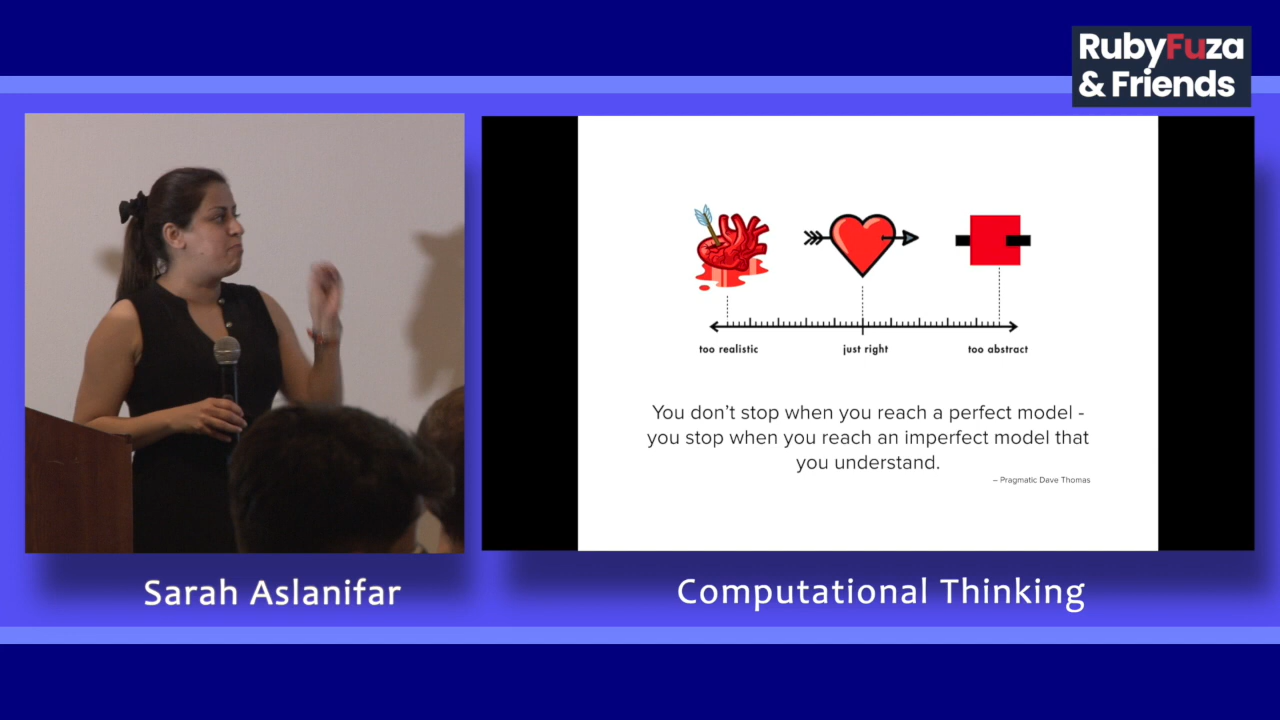 RubyFuza
& Friends
too realistic
just right
too abstract
You don’t stop when you reach a perfect model -
you stop when you reach an imperfect model that
you understand.
– Pragmatic Dave Thomas
Sarah Aslanifar
Computational Thinking